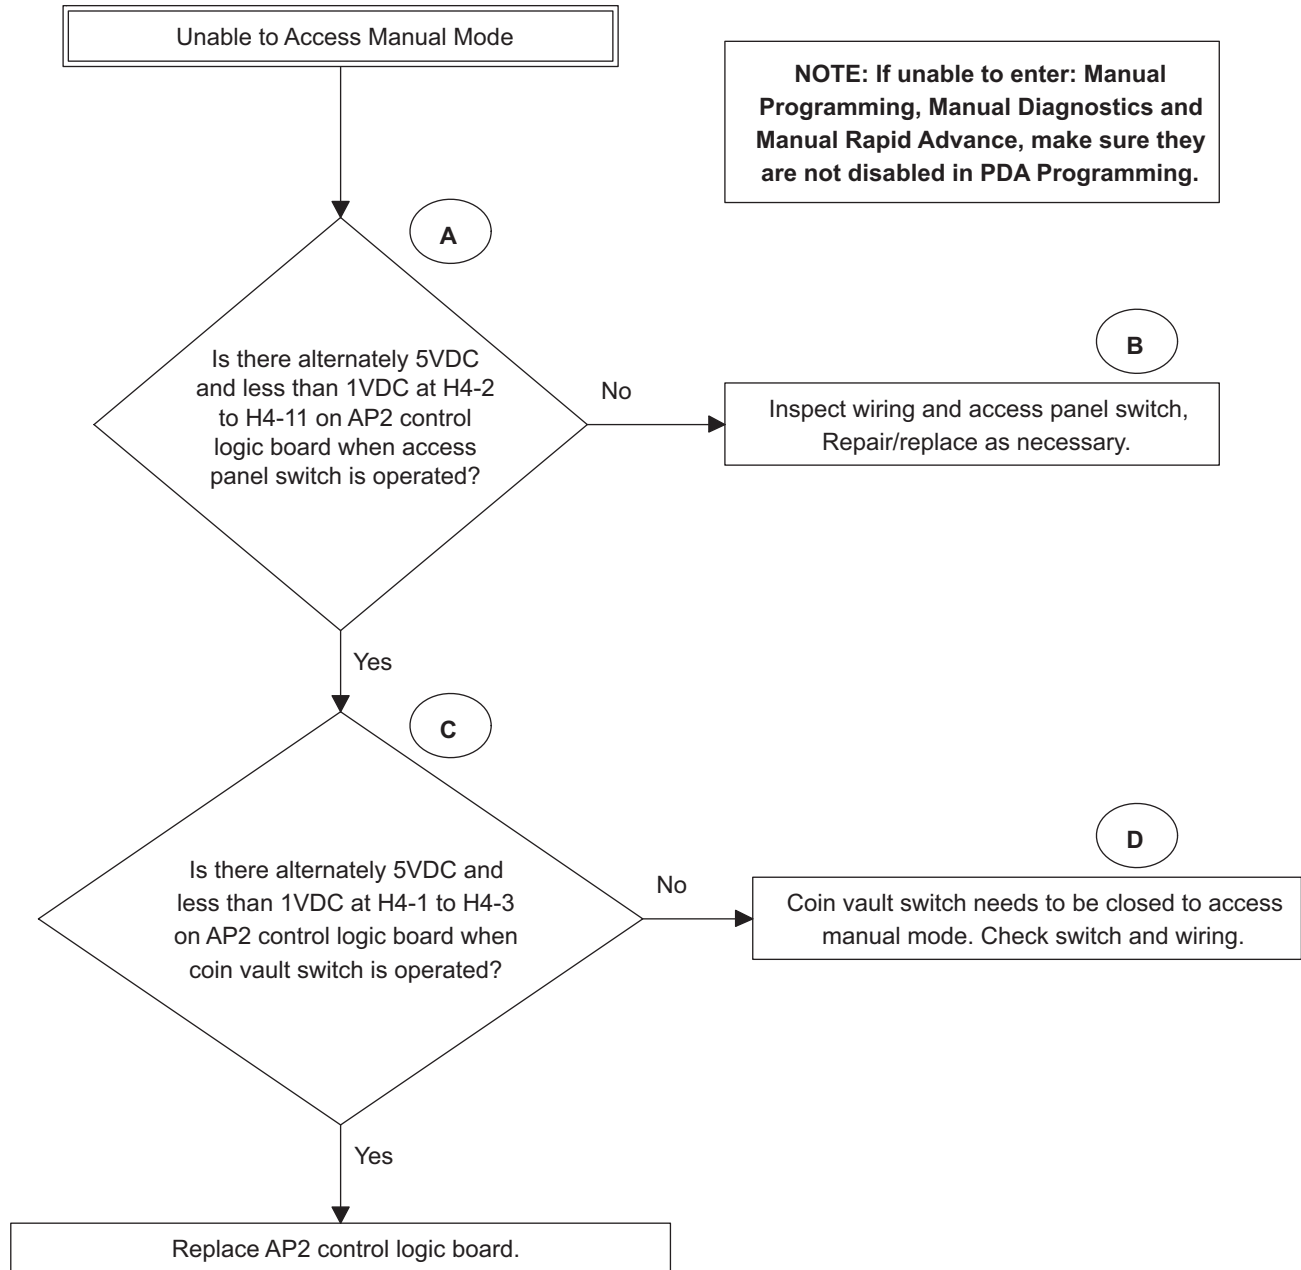 Unable to Access Manual Mode
NOTE: If unable to enter: Manual
Programming, Manual Diagnostics and
Manual Rapid Advance, make sure they
are not disabled in PDA Programming.
A
Is there alternately 5VDC
and less than 1VDC at H4-2
to H4-11 on AP2 control
logic board when access
panel switch is operated?
No
B
Inspect wiring and access panel switch,
Repair/replace as necessary.
Yes
C
Is there alternately 5VDC and
less than 1VDC at H4-1 to H4-3
on AP2 control logic board when
coin vault switch is operated?
No
D
Coin vault switch needs to be closed to access
manual mode. Check switch and wiring.
Yes
Replace AP2 control logic board.